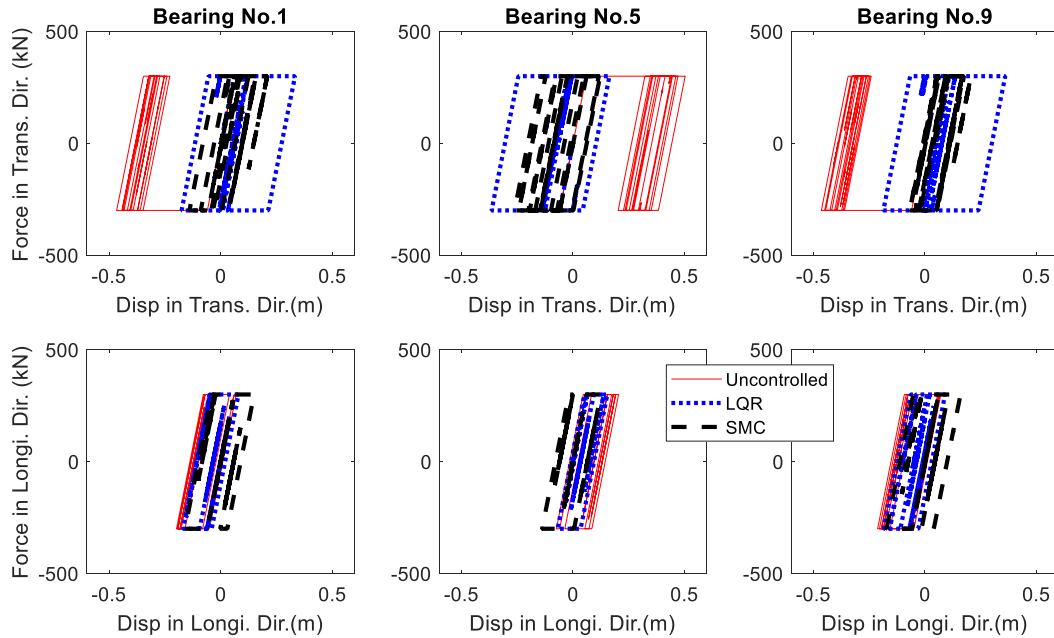 Bearing No.1
Bearing No.5
Bearing No.9
Force in Trans. Dir. (kN)
500
0
-500
-0.5
0
0.5
Disp in Trans. Dir.(m)
500
0
-500
-0.5
0
0.5
Disp in Trans. Dir.(m)
500
0
-500
-0.5
0
0.5
Disp in Trans. Dir.(m)
Force in Longi. Dir. (kN)
500
0
-500
-0.5
0
0.5
Disp in Longi. Dir.(m)
500
0
-500
-0.5
0
0.5
Disp in Longi. Dir.(m)
Uncontrolled
LQR
SMC
500
0
-500
-0.5
0
0.5
Disp in Longi. Dir.(m)